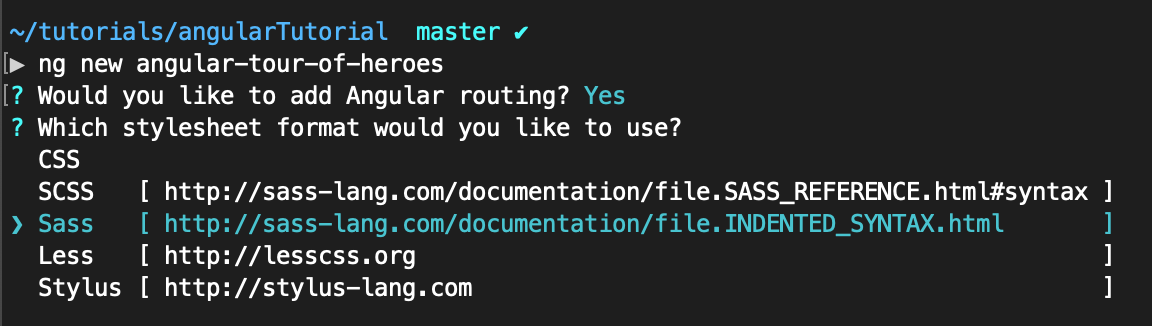 ~/tutorials/angularTutorial  master ✔
[▶ ng new angular-tour-of-heroes
[? Would you like to add Angular routing? Yes
? Which stylesheet format would you like to use?
  CSS
  SCSS   [ http://sass-lang.com/documentation/file.SASS_REFERENCE.html#syntax ]
❯ Sass   [ http://sass-lang.com/documentation/file.INDENTED_SYNTAX.html       ]
  Less   [ http://lesscss.org                                                 ]
  Stylus [ http://stylus-lang.com                                             ]